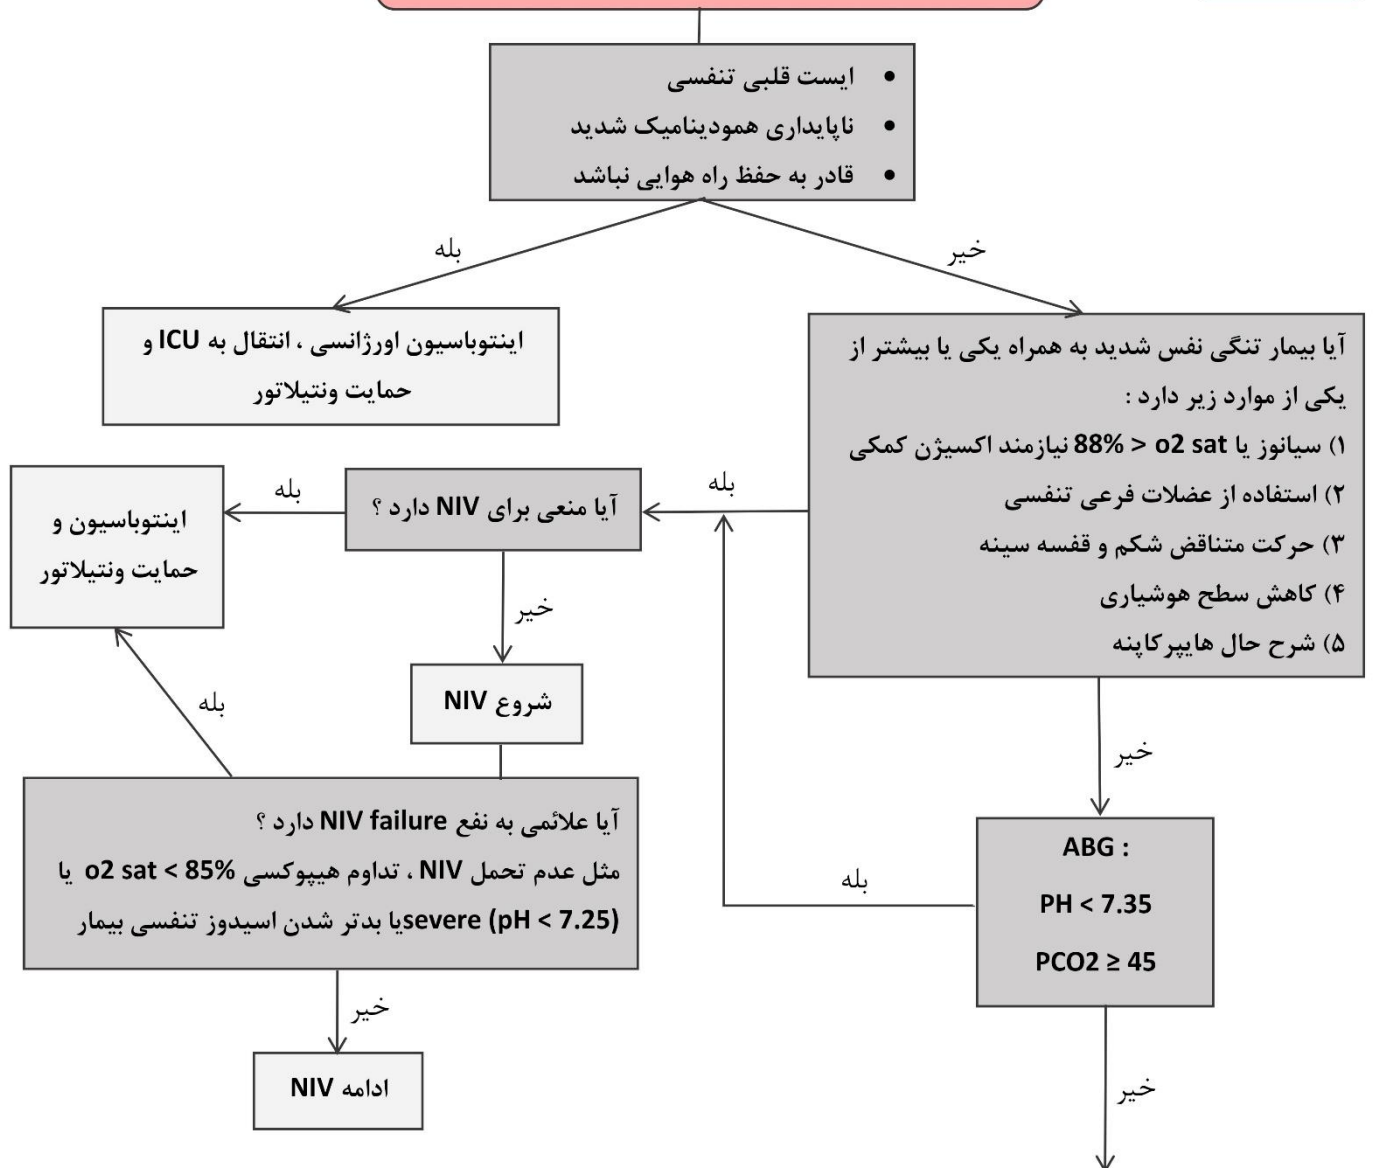 • ایست قلبی تنفسی
• ناپایداری همودینامیک شدید
• قادر به حفظ راه هوایی نباشد
بله
خیر
اینتوباسیون اورژانسی ، انتقال به ICU و
حمایت ونتیلاتور
آیا بیمار تنگی نفس شدید به همراه یکی یا بیشتر از
یکی از موارد زیر دارد :
۱) سیانوز یا o2 sat < 88% نیازمند اکسیژن کمکی
۲) استفاده از عضلات فرعی تنفسی
۳) حرکت متناقض شکم و قفسه سینه
۴) کاهش سطح هوشیاری
۵) شرح حال هایپرکاپنه
بله
آیا منعی برای NIV دارد ؟
بله
اینتوباسیون و
حمایت ونتیلاتور
خیر
شروع NIV
بله
آیا علائمی به نفع NIV failure دارد ؟
مثل عدم تحمل NIV ، تداوم هیپوکسی o2 sat < 85% یا
severe (pH < 7.25)یا بدتر شدن اسیدوز تنفسی بیمار
خیر
ادامه NIV
خیر
ABG :
PH < 7.35
PCO2 ≥ 45
بله
خیر